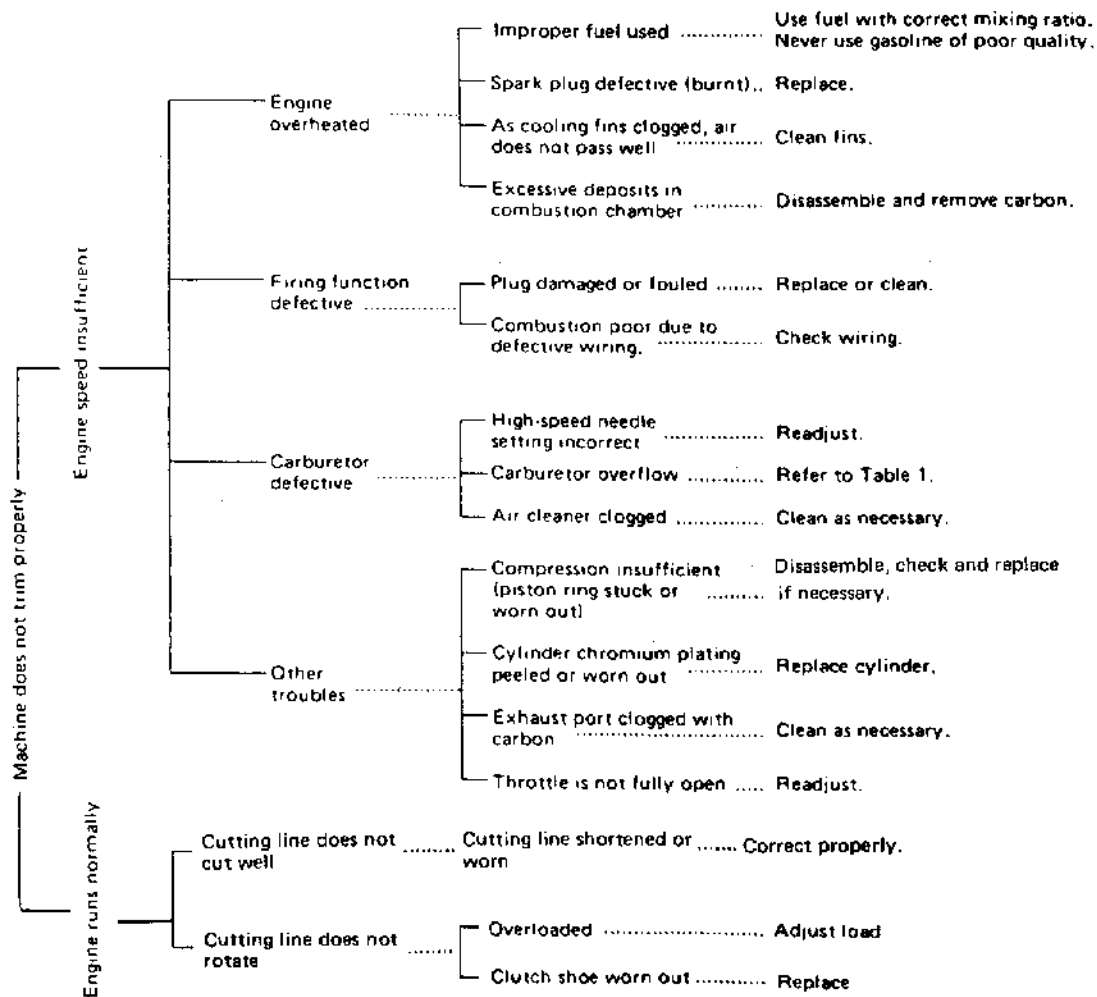 Machine does not trim properly
Engine speed insufficient
Engine
overheated
Improper fuel used
Use fuel with correct mixing ratio.
Never use gasoline of poor quality.
Spark plug defective (burnt)
Replace.
As cooling fins clogged, air
does not pass well
Clean fins.
Excessive deposits in
combustion chamber
Disassemble and remove carbon.
Firing function
defective
Plug damaged or fouled
Replace or clean.
Combustion poor due to
defective wiring.
Check wiring.
Carburetor
defective
High-speed needle
setting incorrect
Readjust.
Carburetor overflow
Refer to Table 1.
Air cleaner clogged
Clean as necessary.
Other
troubles
Compression insufficient
(piston ring stuck or
worn out)
Disassemble, check and replace
if necessary.
Cylinder chromium plating
peeled or worn out
Replace cylinder.
Exhaust port clogged with
carbon
Clean as necessary.
Throttle is not fully open
Readjust.
Engine runs normally
Cutting line does not
cut well
Cutting line shortened or
worn
Correct properly.
Cutting line does not
rotate
Overloaded
Adjust load
Clutch shoe worn out
Replace